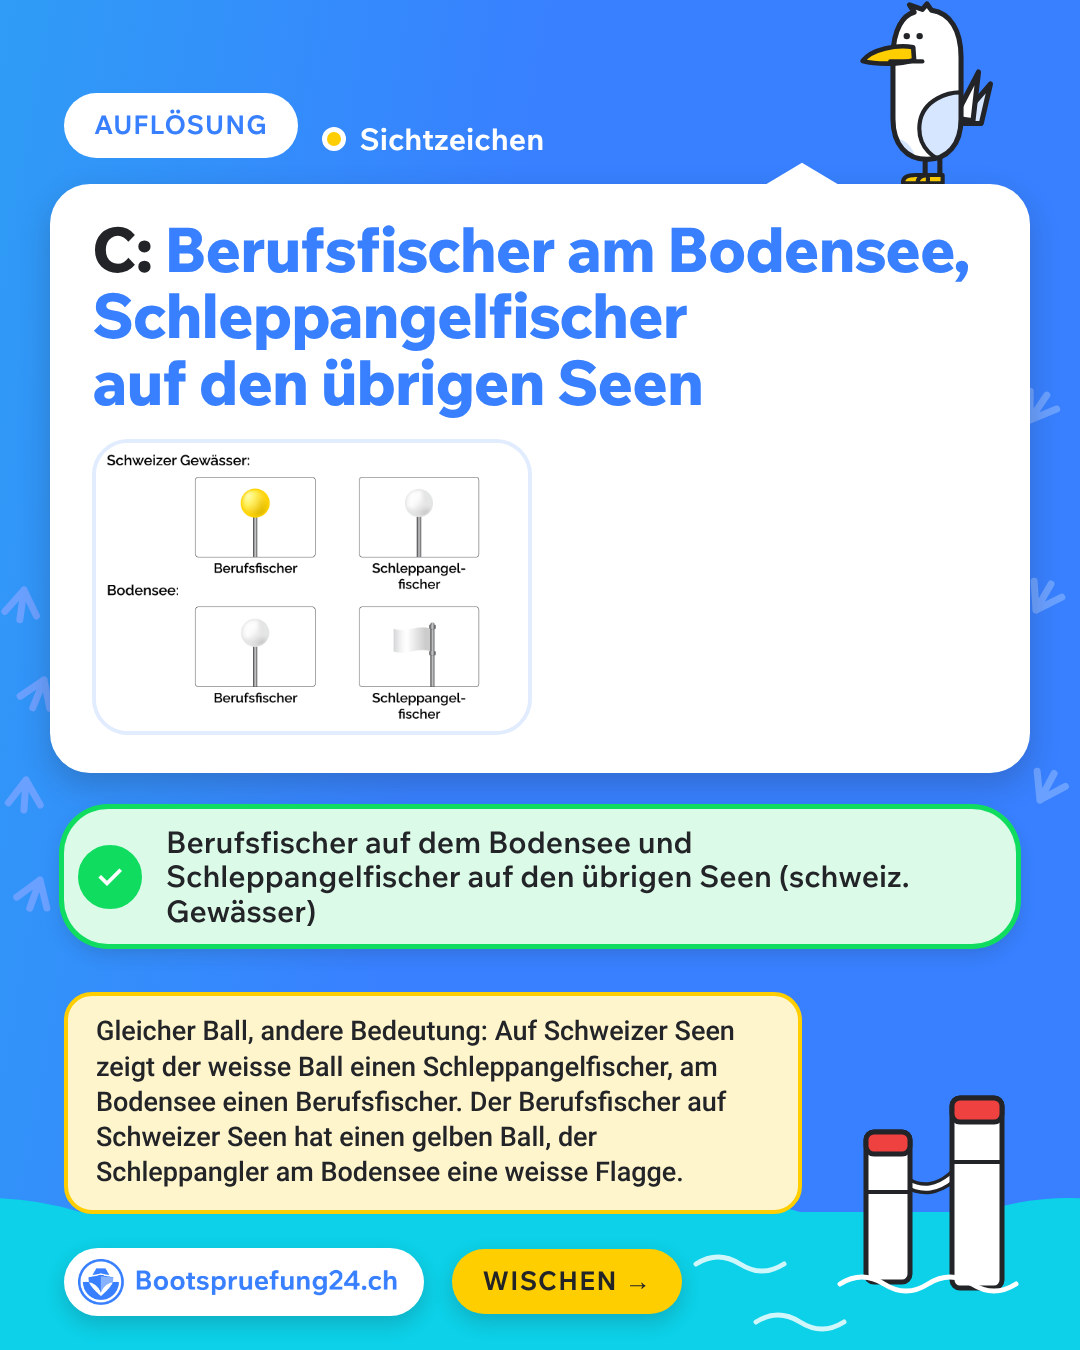 AUFLÖSUNG
Sichtzeichen
C: Berufsfischer am Bodensee,
Schleppangelfischer
auf den übrigen Seen
Schweizer Gewässer:
Berufsfischer
Schleppangel-
fischer
Bodensee:
Berufsfischer
Schleppangel-
fischer
Berufsfischer auf dem Bodensee und
Schleppangelfischer auf den übrigen Seen (schweiz.
Gewässer)
Gleicher Ball, andere Bedeutung: Auf Schweizer Seen
zeigt der weisse Ball einen Schleppangelfischer, am
Bodensee einen Berufsfischer. Der Berufsfischer auf
Schweizer Seen hat einen gelben Ball, der
Schleppangler am Bodensee eine weisse Flagge.
Bootspruefung24.ch
WISCHEN →